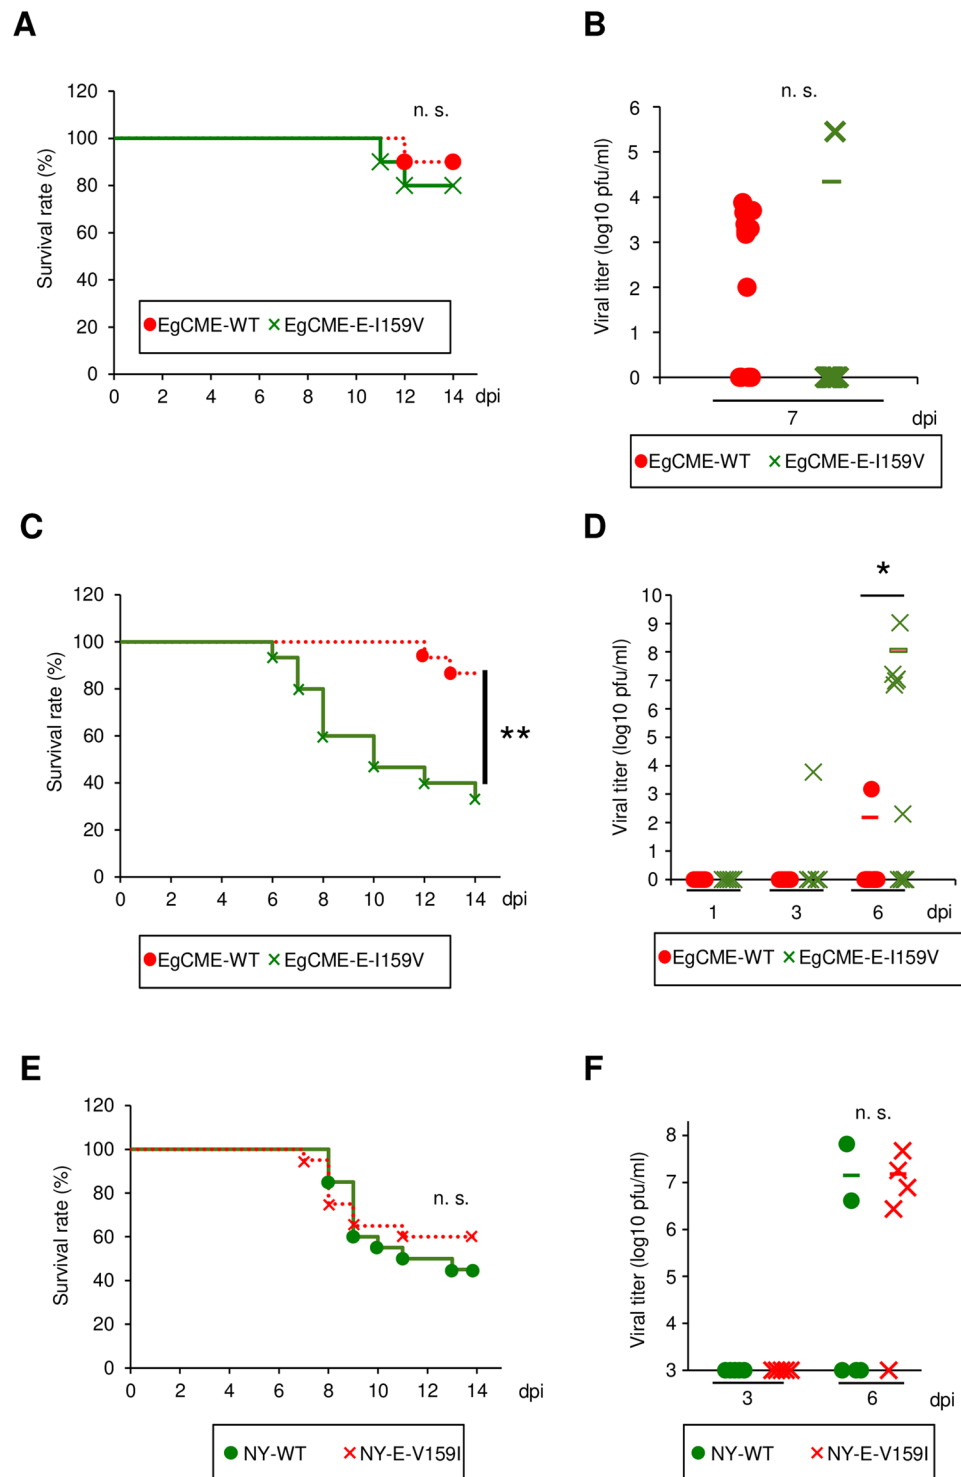 A
Survival rate (%)
120
100
80
60
40
20
0
n. s.
EgCME-WT
EgCME-E-I159V
0 2 4 6 8 10 12 14 dpi
B
Viral titer (log10 pfu/ml)
n. s.
6
5
4
3
2
1
0
7 dpi
EgCME-WT
EgCME-E-I159V
C
Survival rate (%)
120
100
80
60
40
20
0
**
0 2 4 6 8 10 12 14 dpi
EgCME-WT
EgCME-E-I159V
D
Viral titer (log10 pfu/ml)
*
10
9
8
7
6
5
4
3
2
1
0
1 3 6 dpi
EgCME-WT
EgCME-E-I159V
E
Survival rate (%)
120
100
80
60
40
20
0
n. s.
0 2 4 6 8 10 12 14 dpi
NY-WT
NY-E-V159I
F
Viral titer (log10 pfu/ml)
n. s.
8
7
6
5
4
3
3 6 dpi
NY-WT
NY-E-V159I